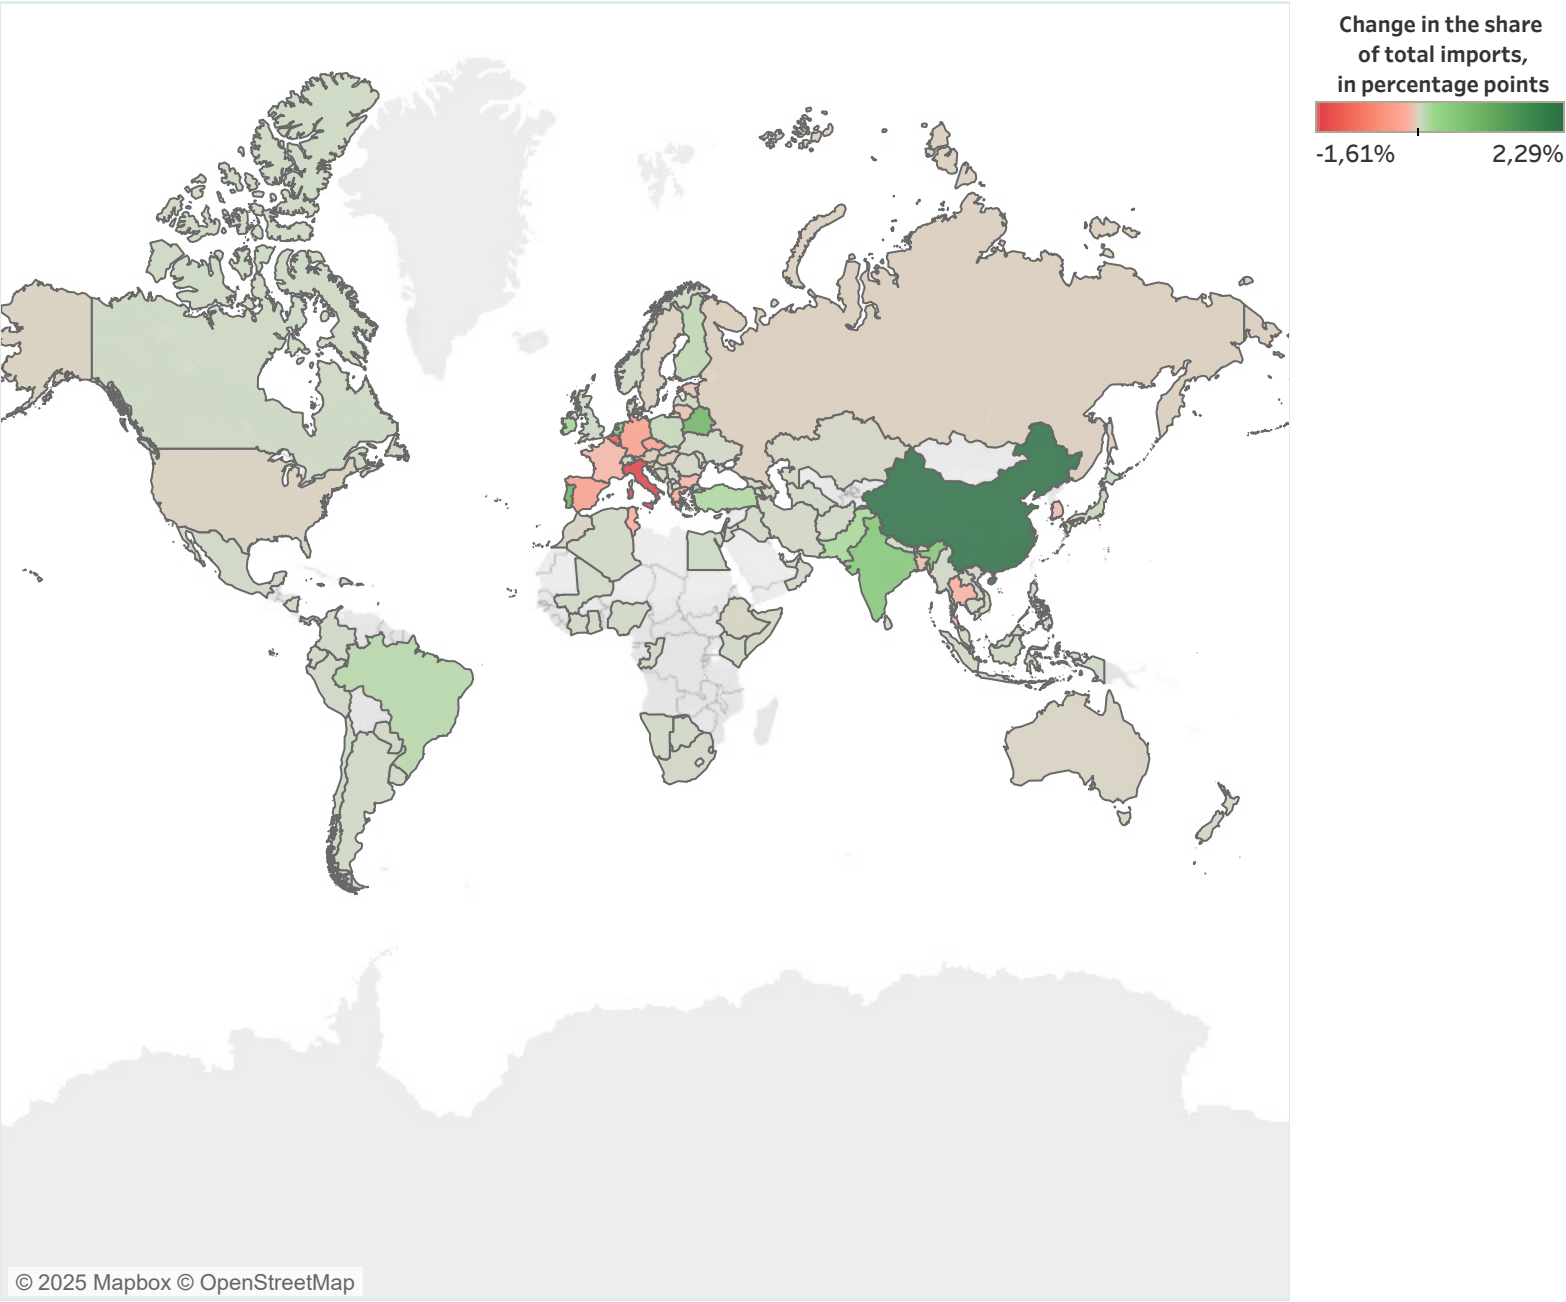 Change in the share
of total imports,
in percentage points
-1,61% 2,29%
© 2025 Mapbox © OpenStreetMap